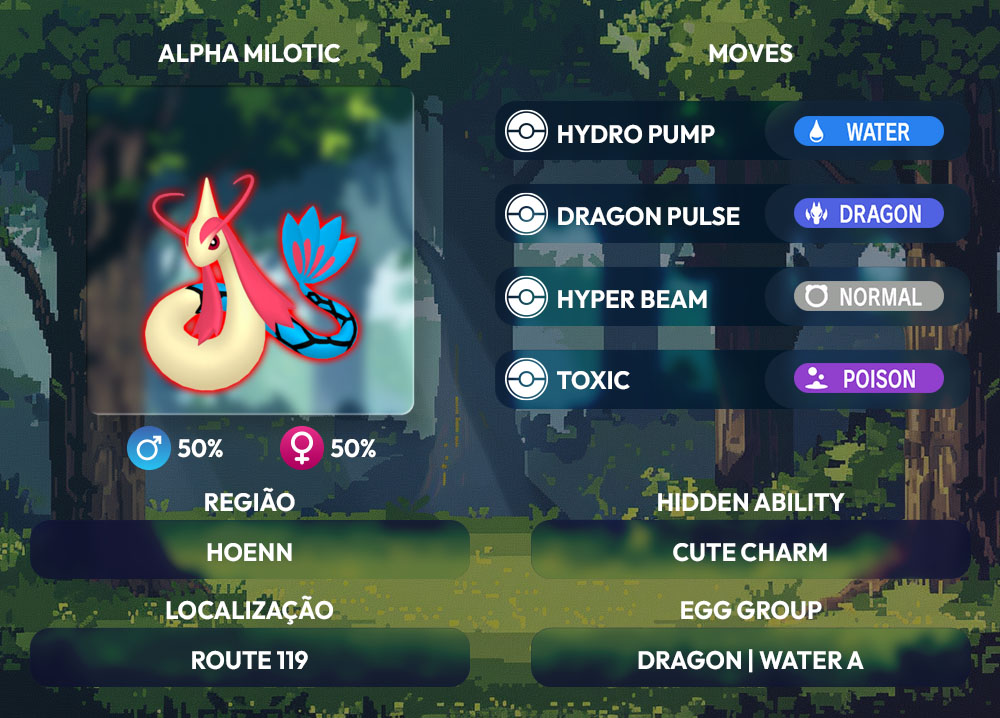 ALPHA MILOTIC
50%
50%
REGIÃO
HOENN
LOCALIZAÇÃO
ROUTE 119
MOVES
HYDRO PUMP WATER
DRAGON PULSE DRAGON
HYPER BEAM NORMAL
TOXIC POISON
HIDDEN ABILITY
CUTE CHARM
EGG GROUP
DRAGON | WATER A